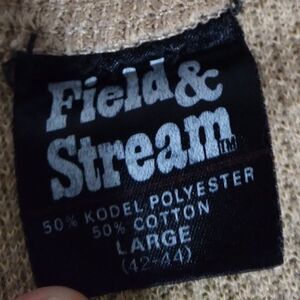 Field &
Stream TM
50% KODEL POLYESTER
50% COTTON
LARGE
(42-44)